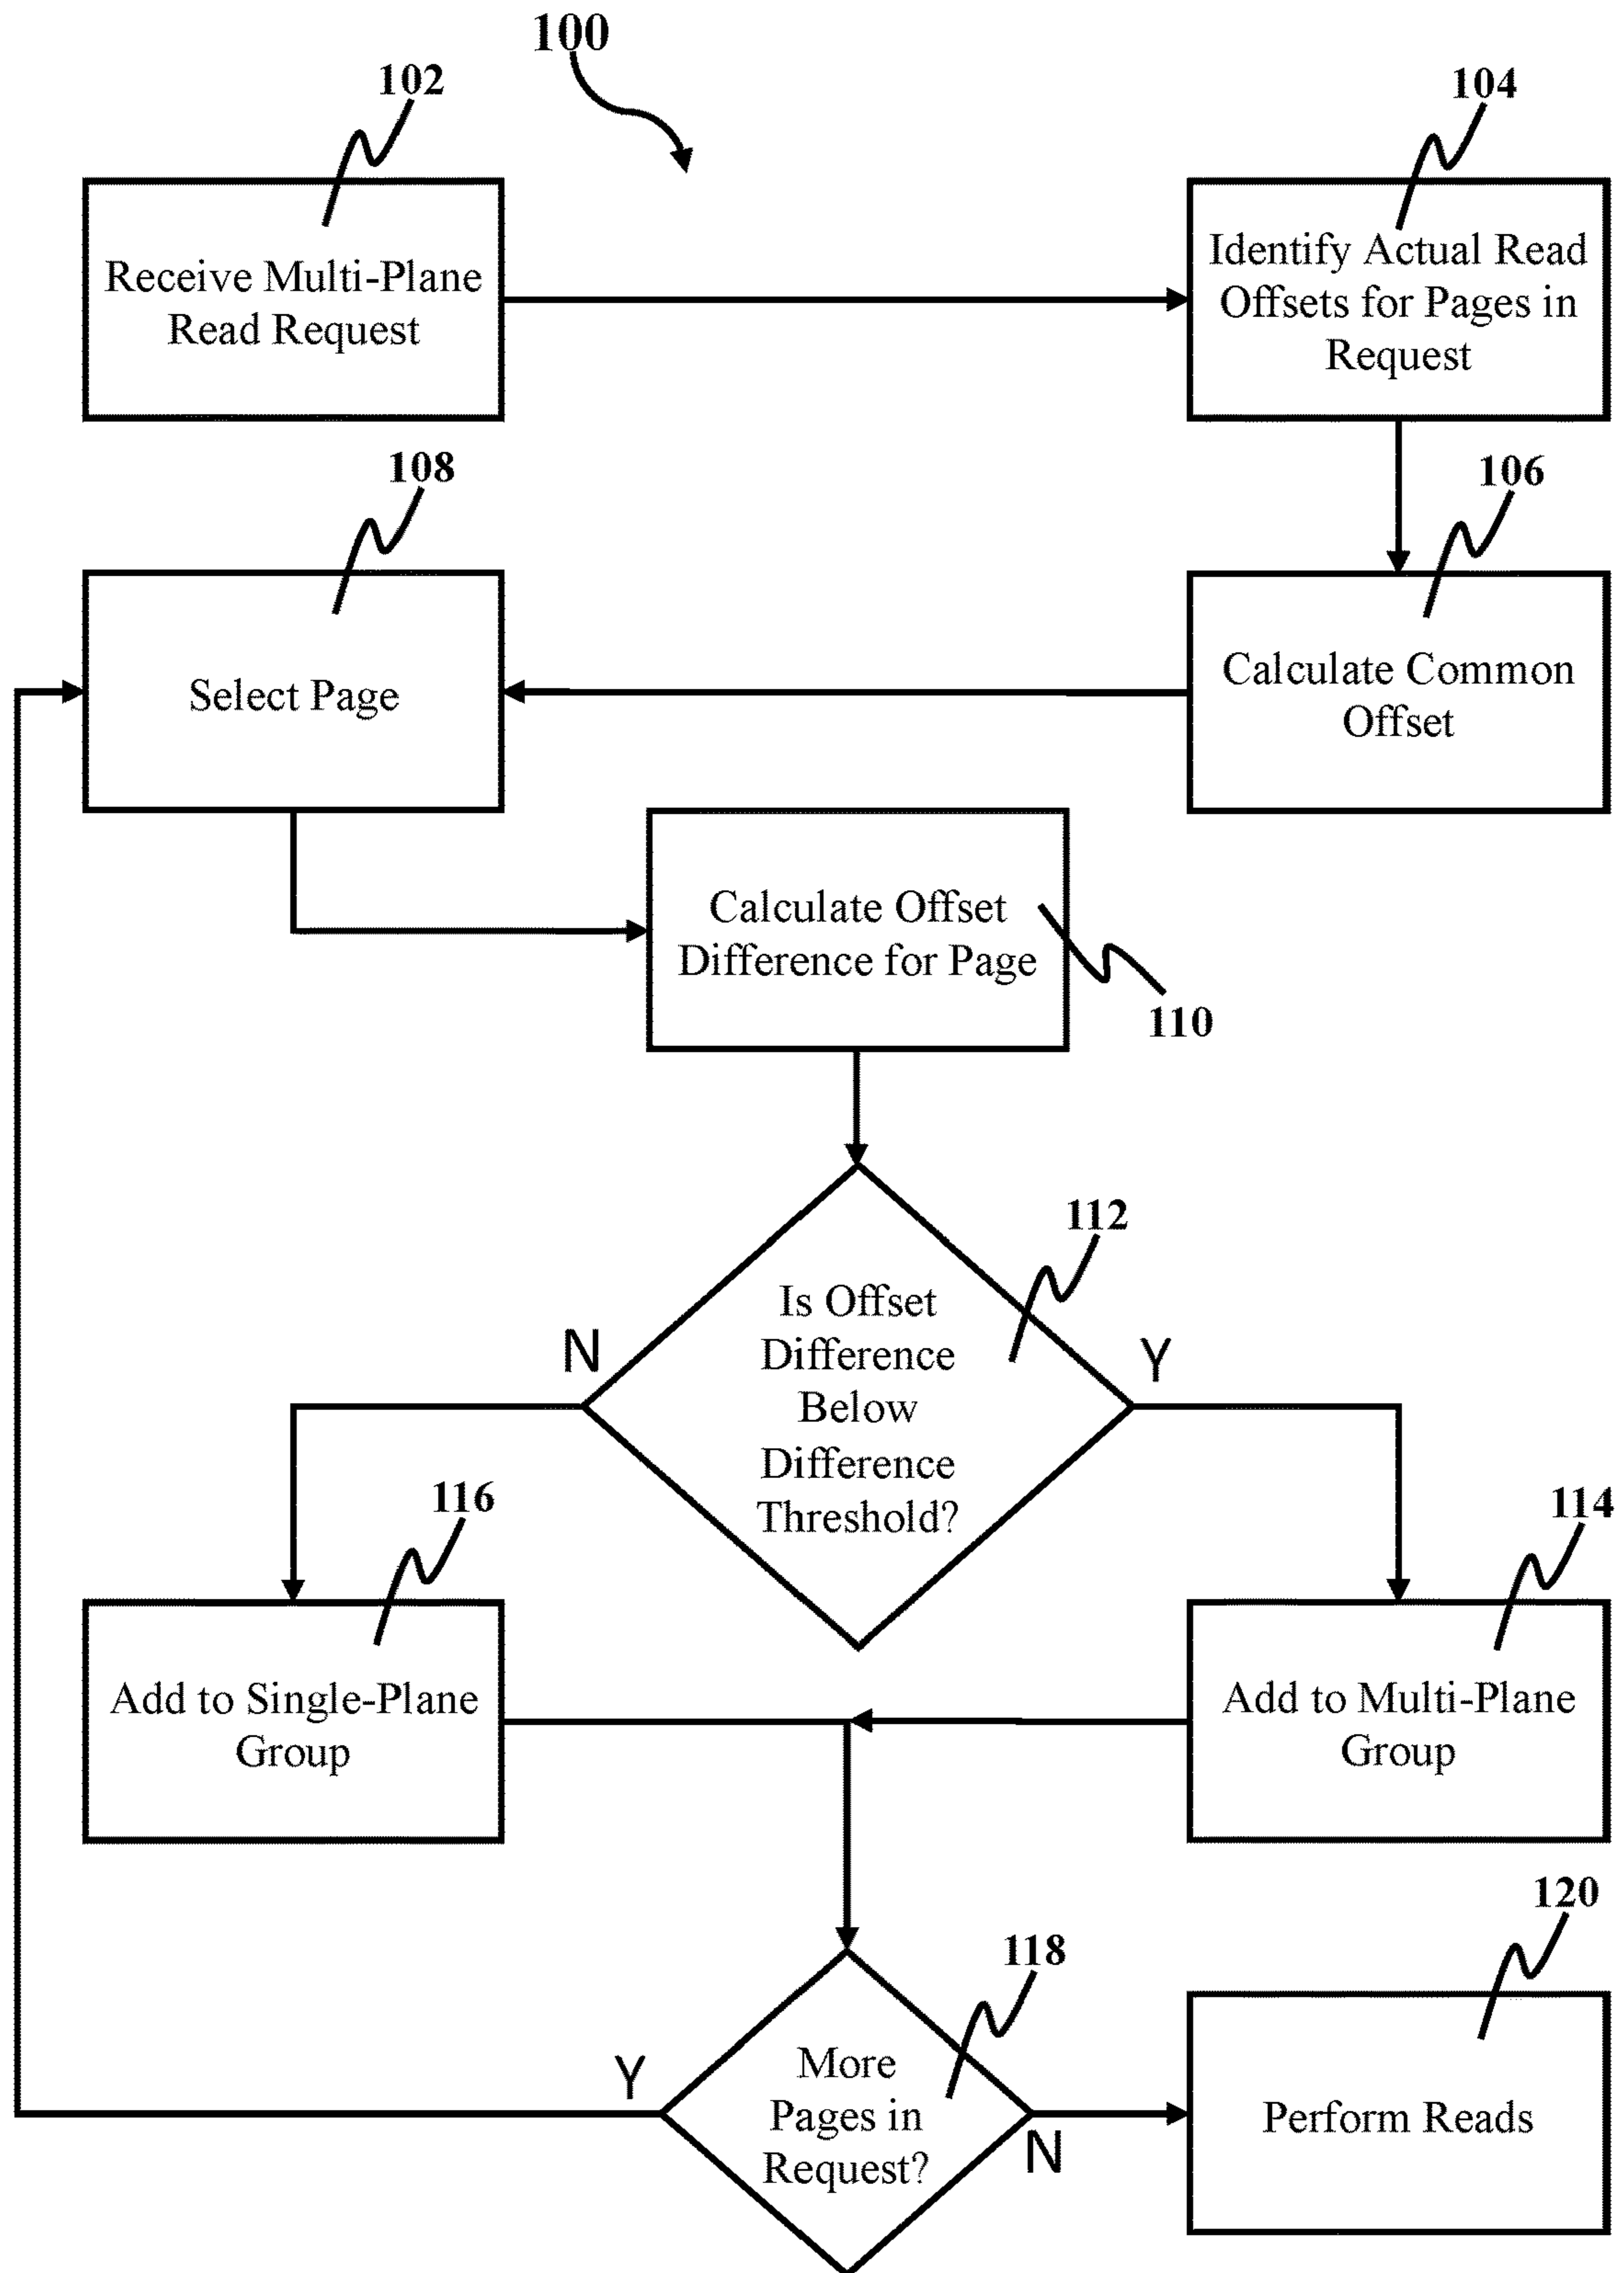 100
102
104
Receive Multi-Plane
Read Request
Identify Actual Read
Offsets for Pages in
Request
108
106
Select Page
Calculate Common
Offset
Calculate Offset
Difference for Page
110
112
Is Offset
Difference
Below
Difference
Threshold?
N
Y
116
114
Add to Single-Plane
Group
Add to Multi-Plane
Group
118
120
More
Pages in
Request?
Y
N
Perform Reads